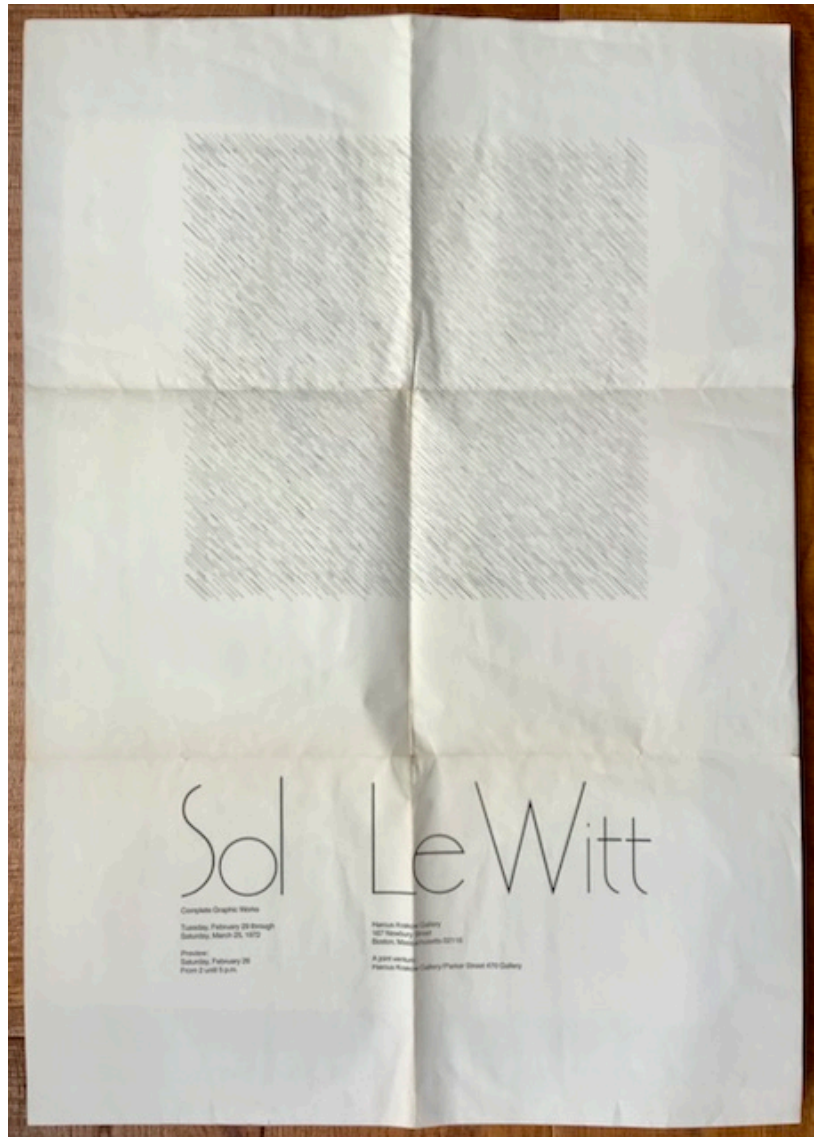 Sol LeWitt
Complete Graphic Works
Tuesday, February 29 through
Saturday, March 25, 1972
Preview:
Saturday, February 26
From 2 until 5 p.m.
Harcus Krakow Gallery
167 Newbury Street
Boston, Massachusetts 02116
A joint venture
Harcus Krakow Gallery/Parker Street 470 Gallery